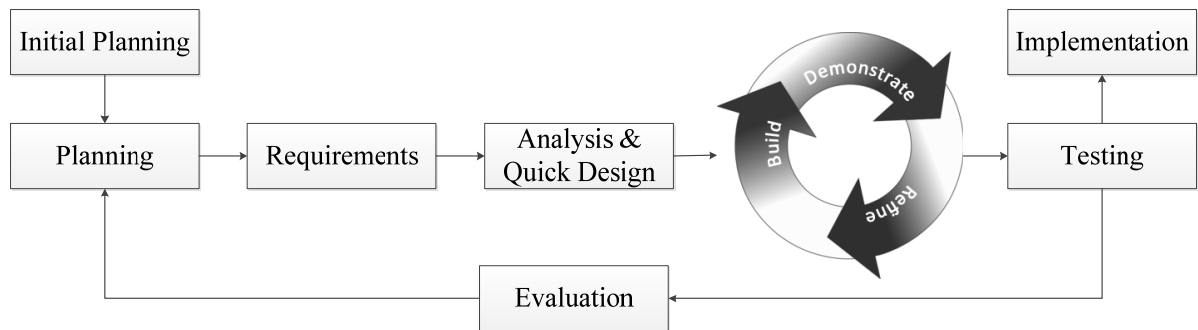 Initial Planning
Implementation
Demonstrate
Build
Refine
Planning
Requirements
Analysis &
Quick Design
Testing
Evaluation